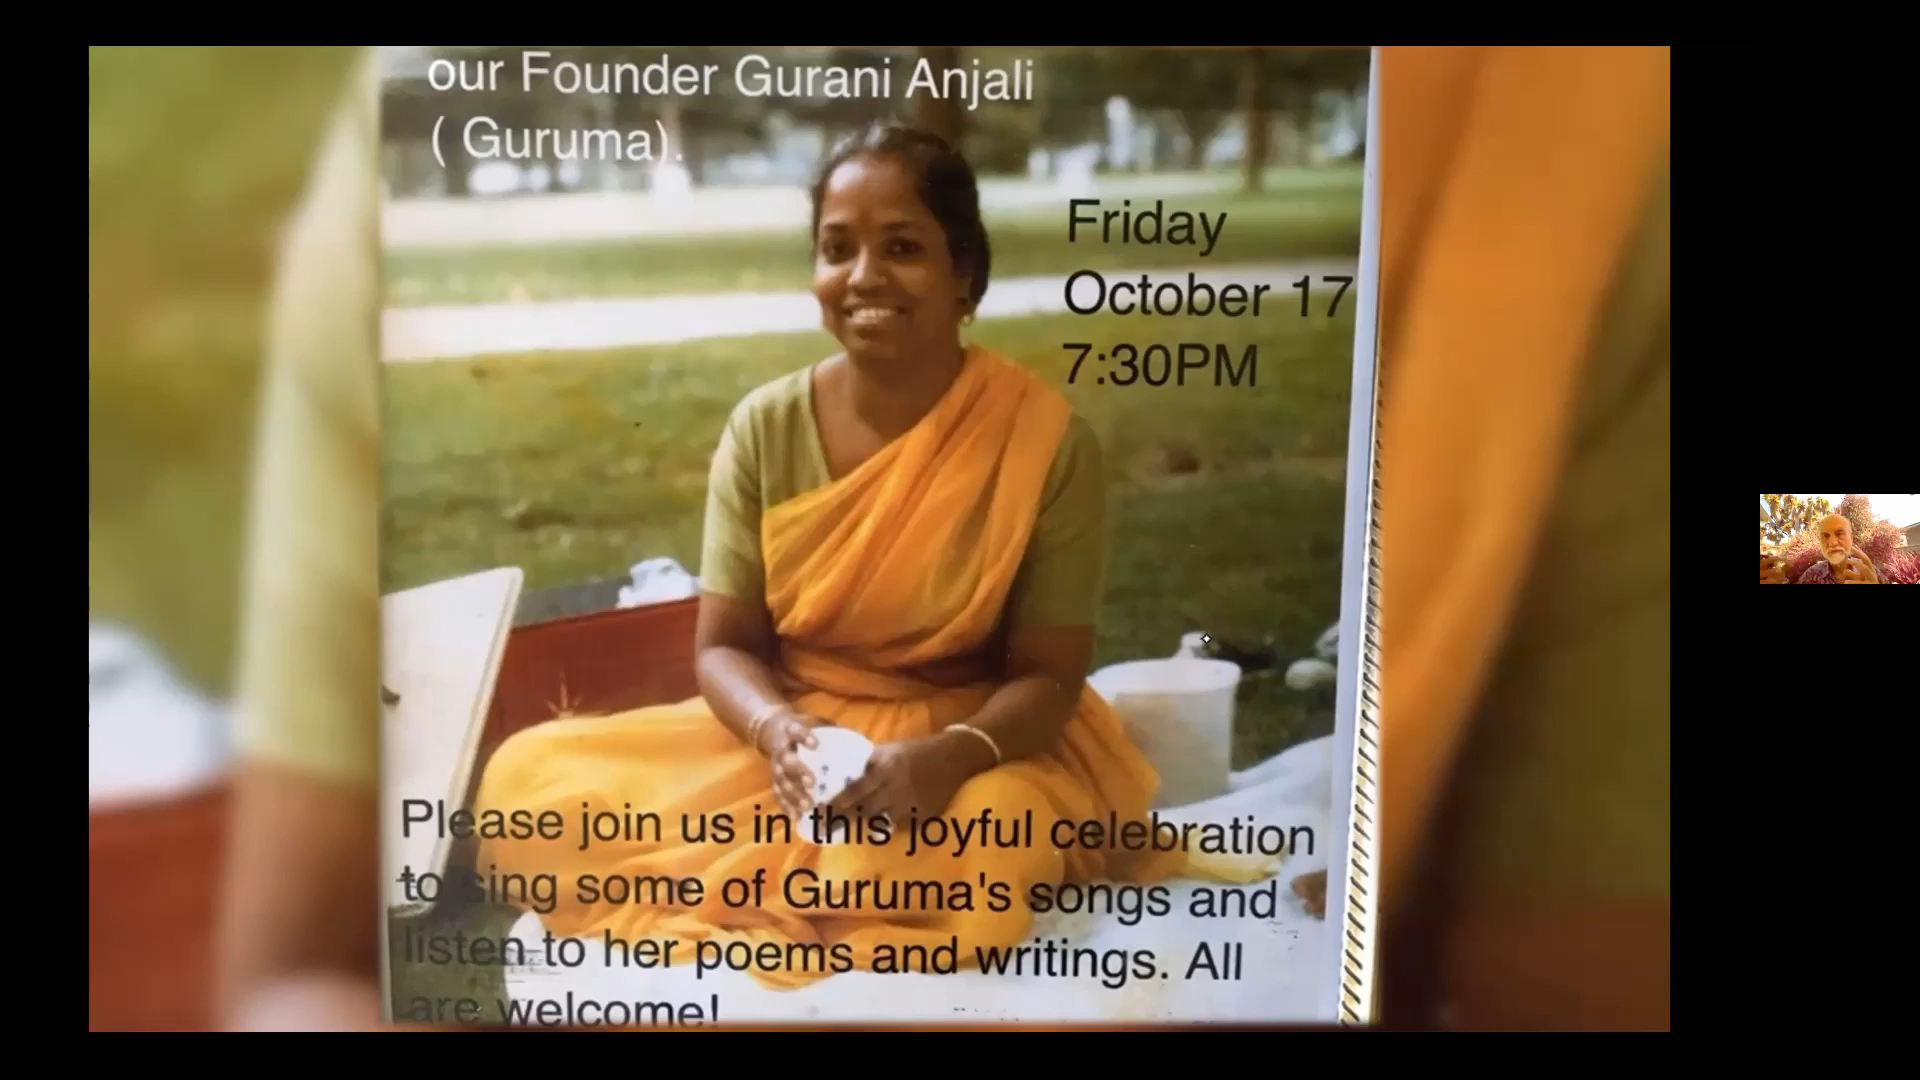 our Founder Gurani Anjali
( Guruma).
Friday
October 17
7:30PM
Please join us in this joyful celebration
to sing some of Guruma's songs and
listen to her poems and writings. All
are welcome!